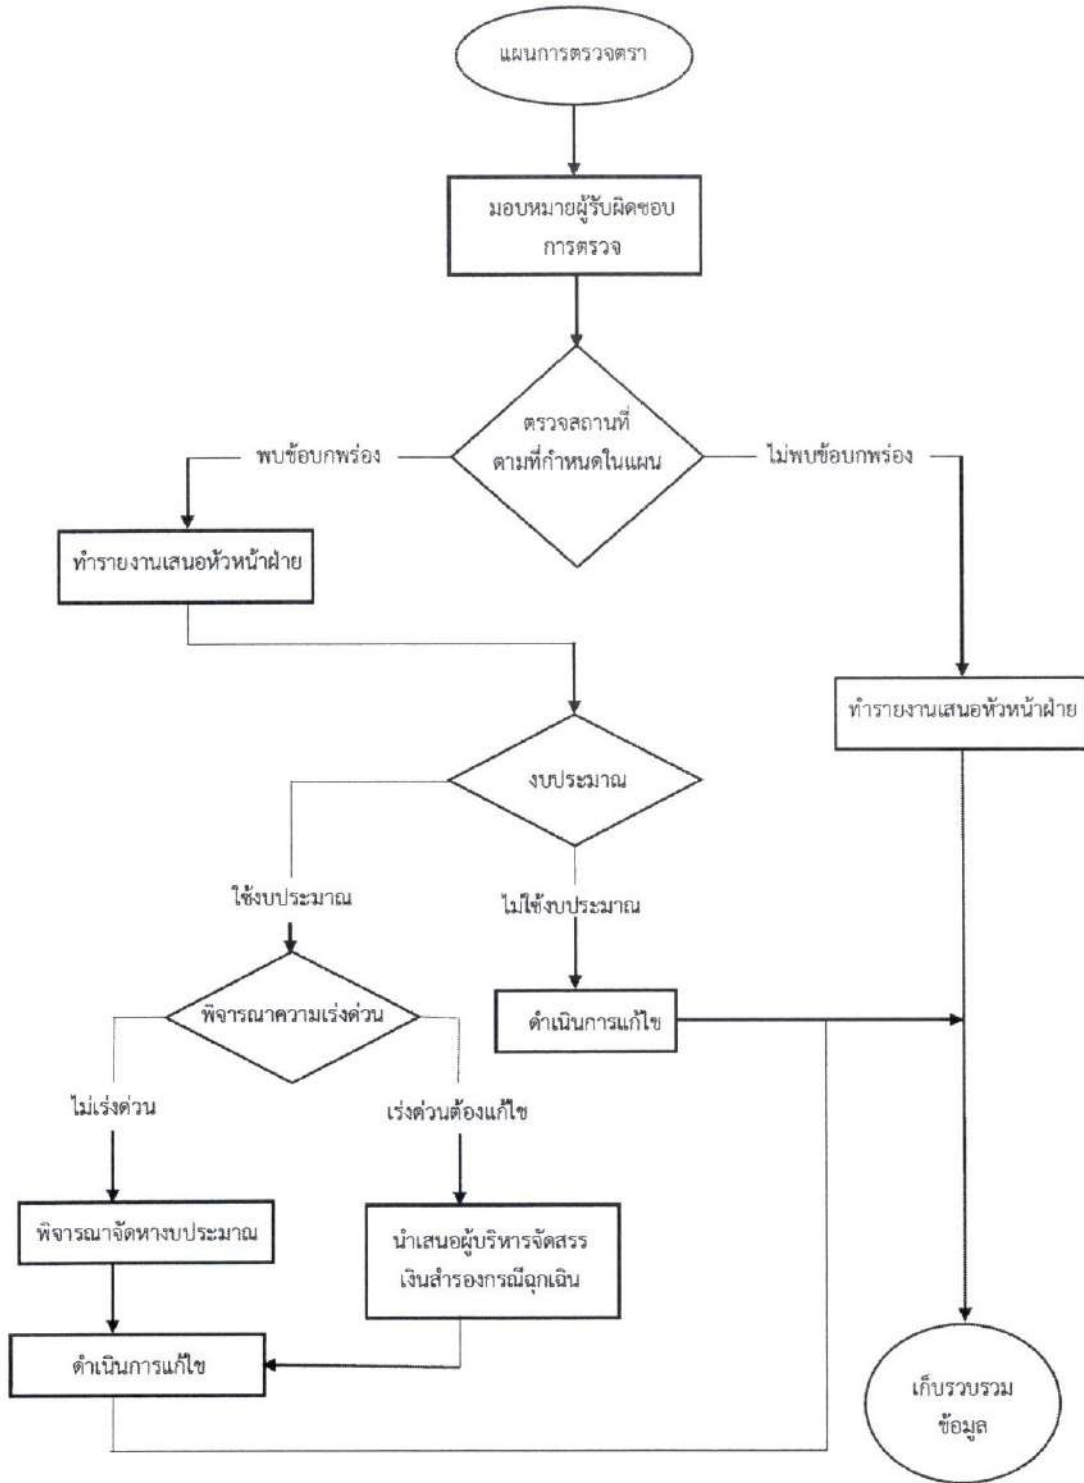 แผนการตรวจตรา
มอบหมายผู้รับผิดชอบ
การตรวจ
ตรวจสถานที่
ตามที่กำหนดในแผน
พบข้อบกพร่อง
ไม่พบข้อบกพร่อง
ทำรายงานเสนอหัวหน้าฝ่าย
ทำรายงานเสนอหัวหน้าฝ่าย
งบประมาณ
ใช้งบประมาณ
ไม่ใช้งบประมาณ
พิจารณาความเร่งด่วน
ดำเนินการแก้ไข
ไม่เร่งด่วน
เร่งด่วนต้องแก้ไข
พิจารณาจัดหางบประมาณ
นำเสนอผู้บริหารจัดสรร
เงินสำรองกรณีฉุกเฉิน
ดำเนินการแก้ไข
เก็บรวบรวม
ข้อมูล